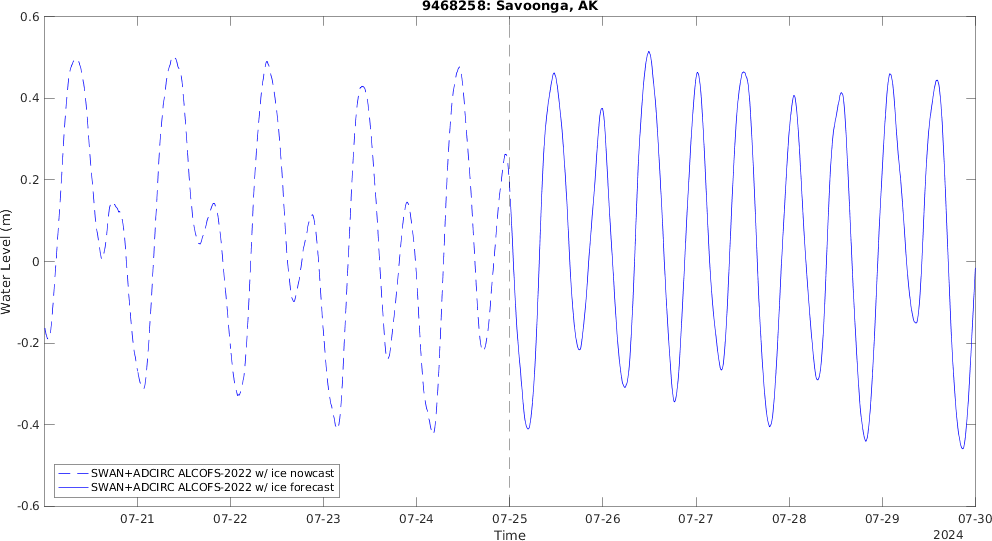 9468258: Savoonga, AK
0.6
0.4
0.2
0
-0.2
-0.4
-0.6
Water Level (m)
SWAN+ADCIRC ALCOFS-2022 w/ ice nowcast
SWAN+ADCIRC ALCOFS-2022 w/ ice forecast
07-21 07-22 07-23 07-24 07-25 07-26 07-27 07-28 07-29 07-30
Time
2024